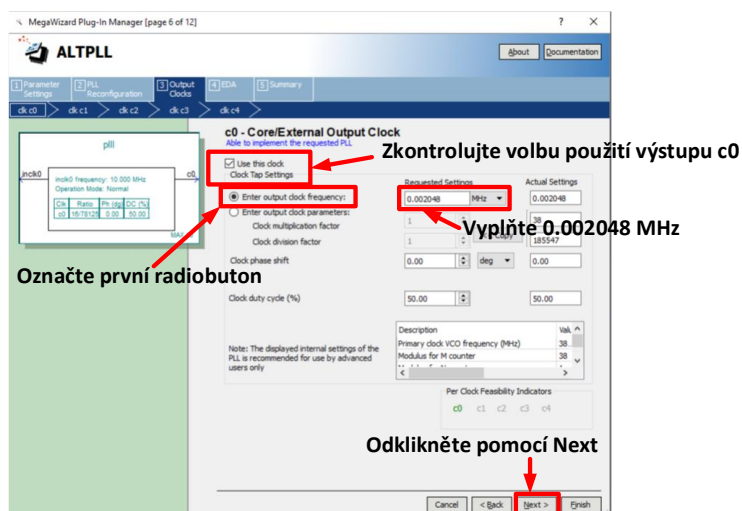 MegaWizard Plug-In Manager [page 6 of 12]
? ×
ALTPLL
About Documentation
1 Parameter Settings 2 PLL Reconfiguration 3 Output Clocks 4 EDA 5 Summary
clk c0 clk c1 clk c2 clk c3 clk c4
plll
inclk0 c0
inclk0 frequency: 10.000 MHz
Operation Mode: Normal
Clk Ratio Ph (dg) DC (%)
c0 16/78125 0.00 50.00
MAX
c0 - Core/External Output Clock
Able to implement the requested PLL
Zkontrolujte volbu použití výstupu c0
Use this clock
Clock Tap Settings
Requested Settings Actual Settings
Enter output clock frequency: 0.002048 MHz 0.002048
Enter output clock parameters:
Clock multiplication factor 1 38
Vyplňte 0.002048 MHz
Clock division factor 1 185547
Označte první radiobuton
Clock phase shift 0.00 deg 0.00
Clock duty cycle (%) 50.00 50.00
Description
Primary clock VCO frequency (MHz) 38
Modulus for M counter 38
Note: The displayed internal settings of the
PLL is recommended for use by advanced
users only
Per Clock Feasibility Indicators
c0 c1 c2 c3 c4
Odklikněte pomocí Next
Cancel < Back Next > Finish